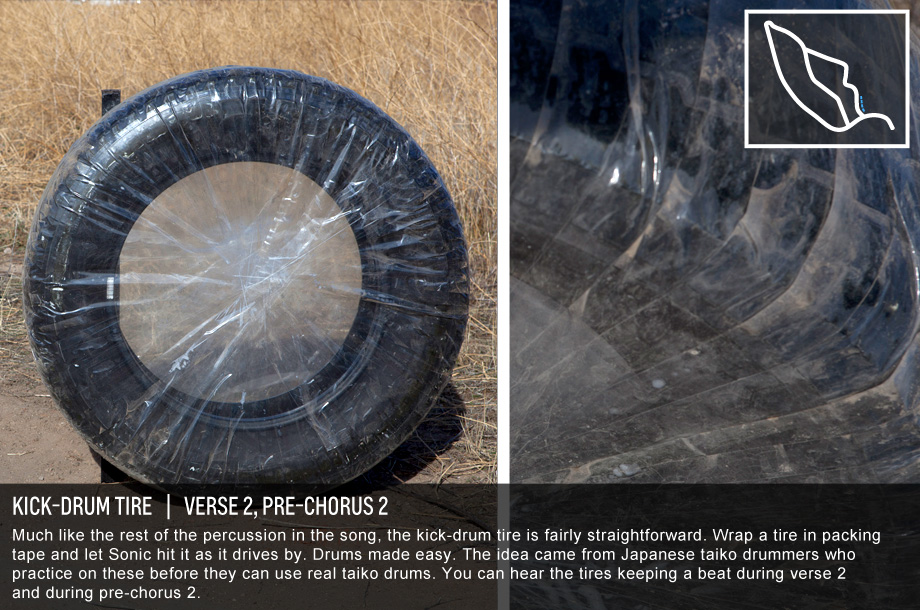 KICK-DRUM TIRE | VERSE 2, PRE-CHORUS 2
Much like the rest of the percussion in the song, the kick-drum tire is fairly straightforward. Wrap a tire in packing
tape and let Sonic hit it as it drives by. Drums made easy. The idea came from Japanese taiko drummers who
practice on these before they can use real taiko drums. You can hear the tires keeping a beat during verse 2
and during pre-chorus 2.